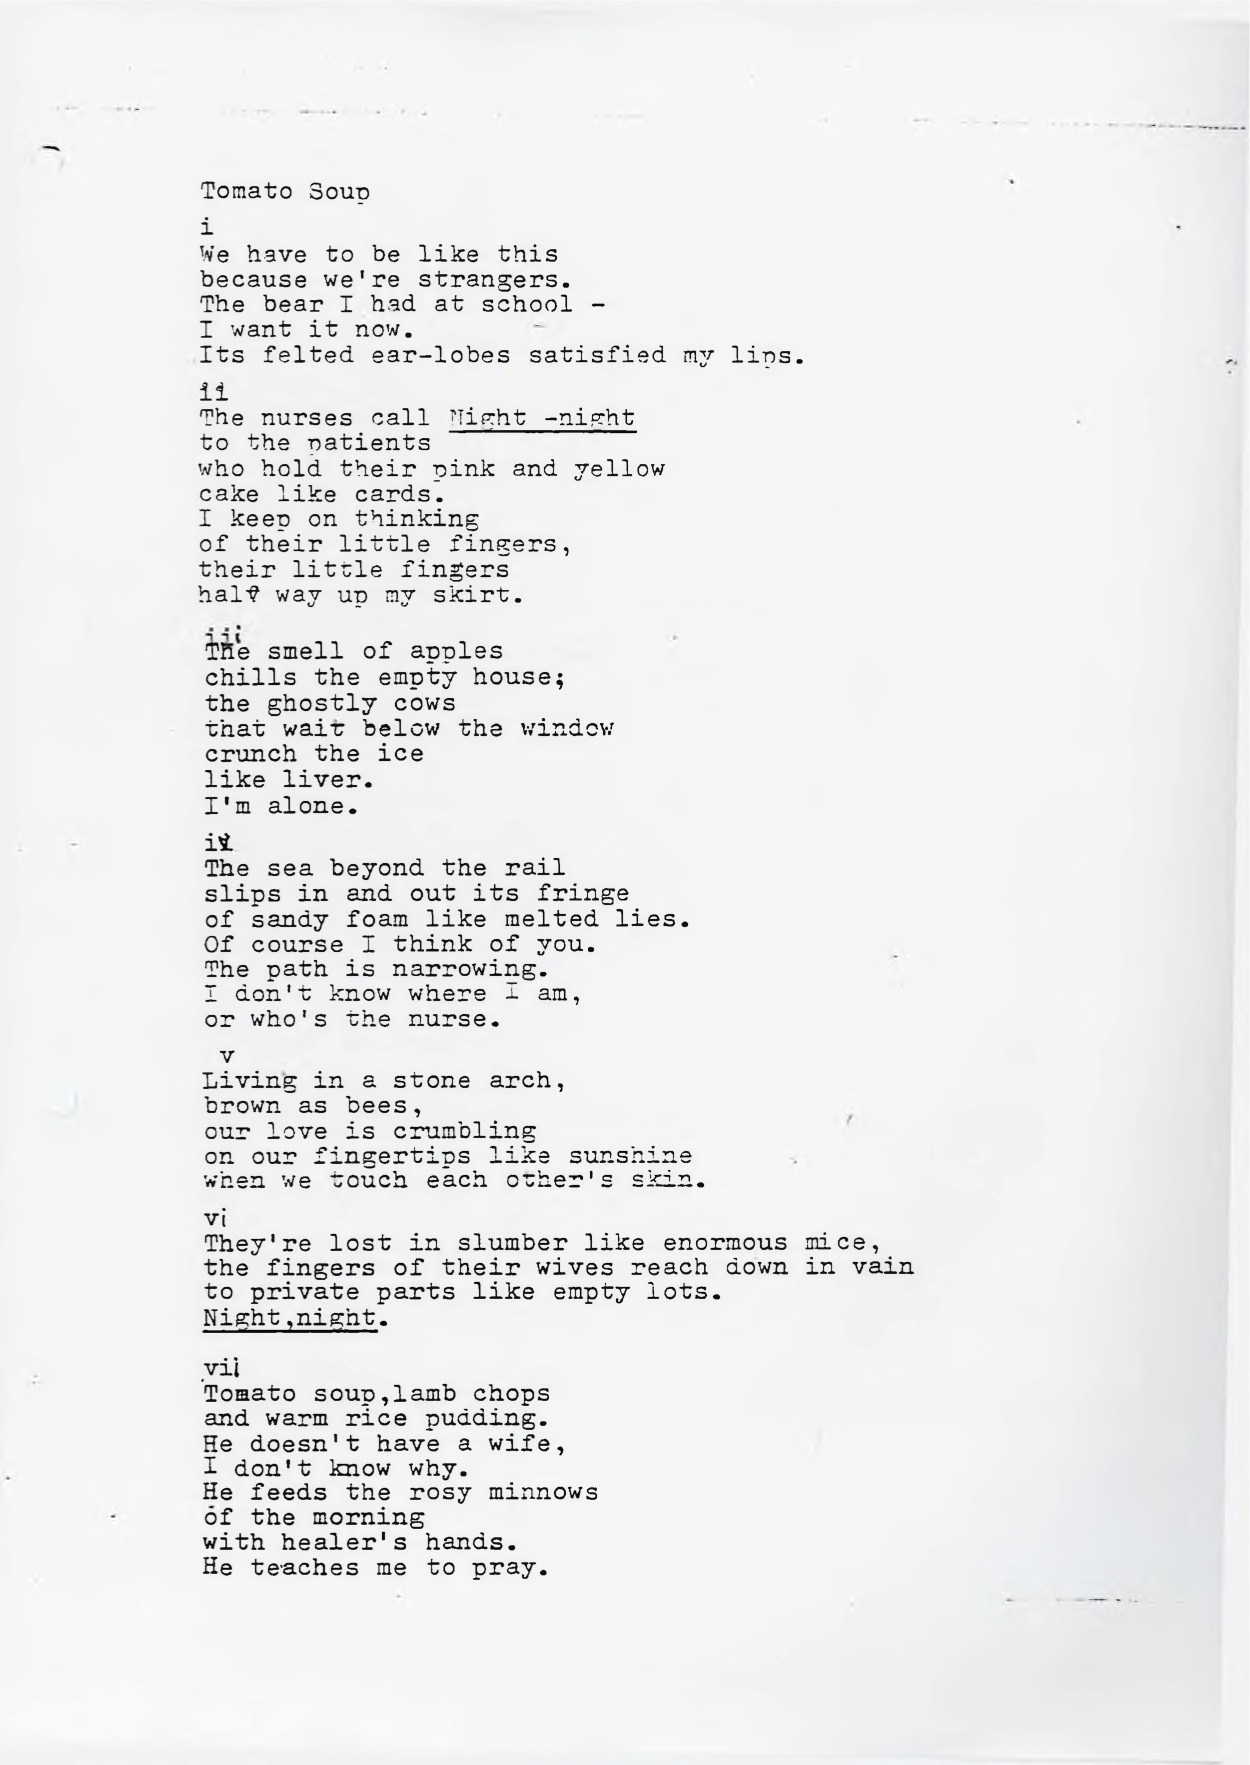 Tomato Soup
i
We have to be like this
because we're strangers.
The bear I had at school -
I want it now.
Its felted ear-lobes satisfied my lips.
ii
The nurses call Night -night
to the patients
who hold their pink and yellow
cake like cards.
I keep on thinking
of their little fingers,
their little fingers
half way up my skirt.
iii
The smell of apples
chills the empty house;
the ghostly cows
that wait below the window
crunch the ice
like liver.
I'm alone.
iv
The sea beyond the rail
slips in and out its fringe
of sandy foam like melted lies.
Of course I think of you.
The path is narrowing.
I don't know where I am,
or who's the nurse.
v
Living in a stone arch,
brown as bees,
our love is crumbling
on our fingertips like sunshine
when we touch each other's skin.
vi
They're lost in slumber like enormous mice,
the fingers of their wives reach down in vain
to private parts like empty lots.
Night,night.
vii
Tomato soup,lamb chops
and warm rice pudding.
He doesn't have a wife,
I don't know why.
He feeds the rosy minnows
of the morning
with healer's hands.
He teaches me to pray.